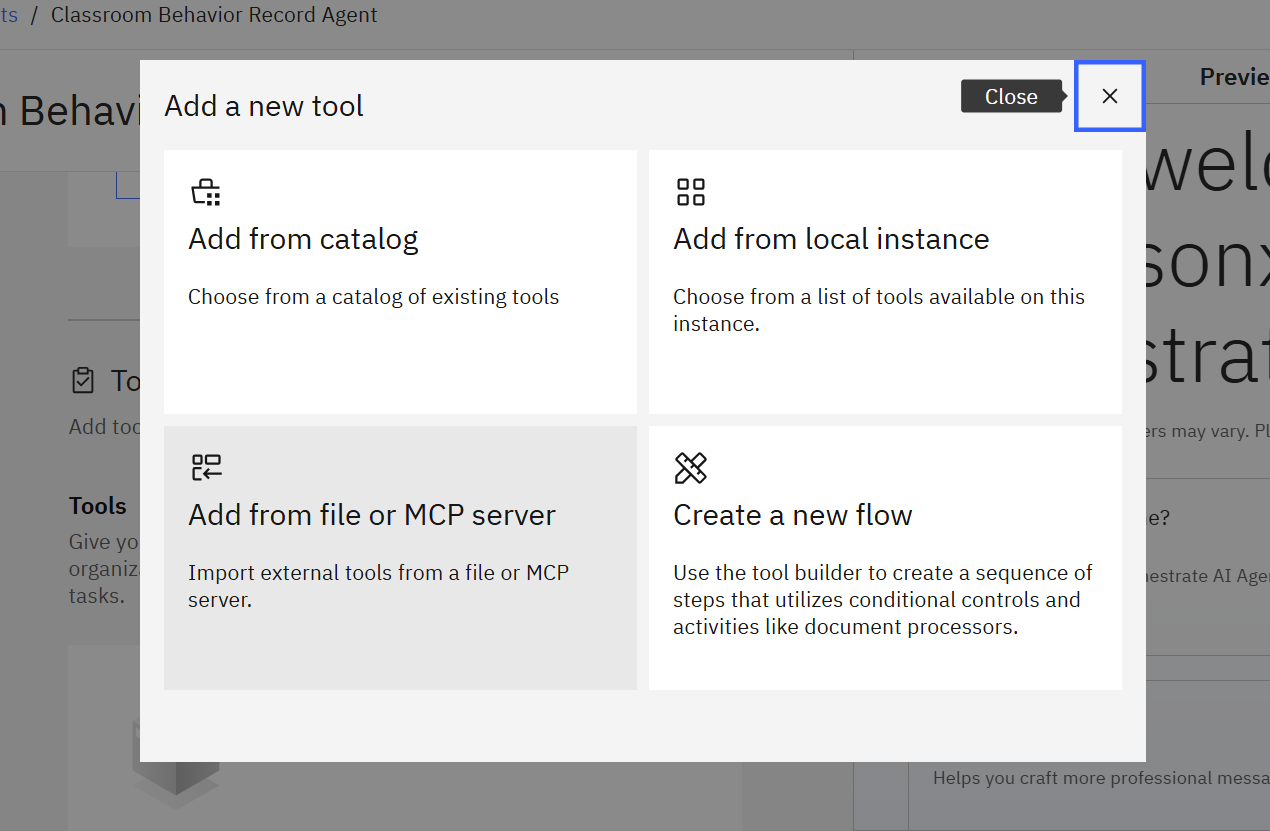 ts / Classroom Behavior Record Agent
Previe
n Behavi
Add a new tool
Close
welc
Add from catalog
Choose from a catalog of existing tools
Add from local instance
Choose from a list of tools available on this
instance.
sonx
strat
To
Add too
ers may vary. Pl
Add from file or MCP server
Import external tools from a file or MCP
server.
Create a new flow
Use the tool builder to create a sequence of
steps that utilizes conditional controls and
activities like document processors.
Tools
Give yo
organiza
tasks.
e?
hestrate AI Agen
Helps you craft more professional messa